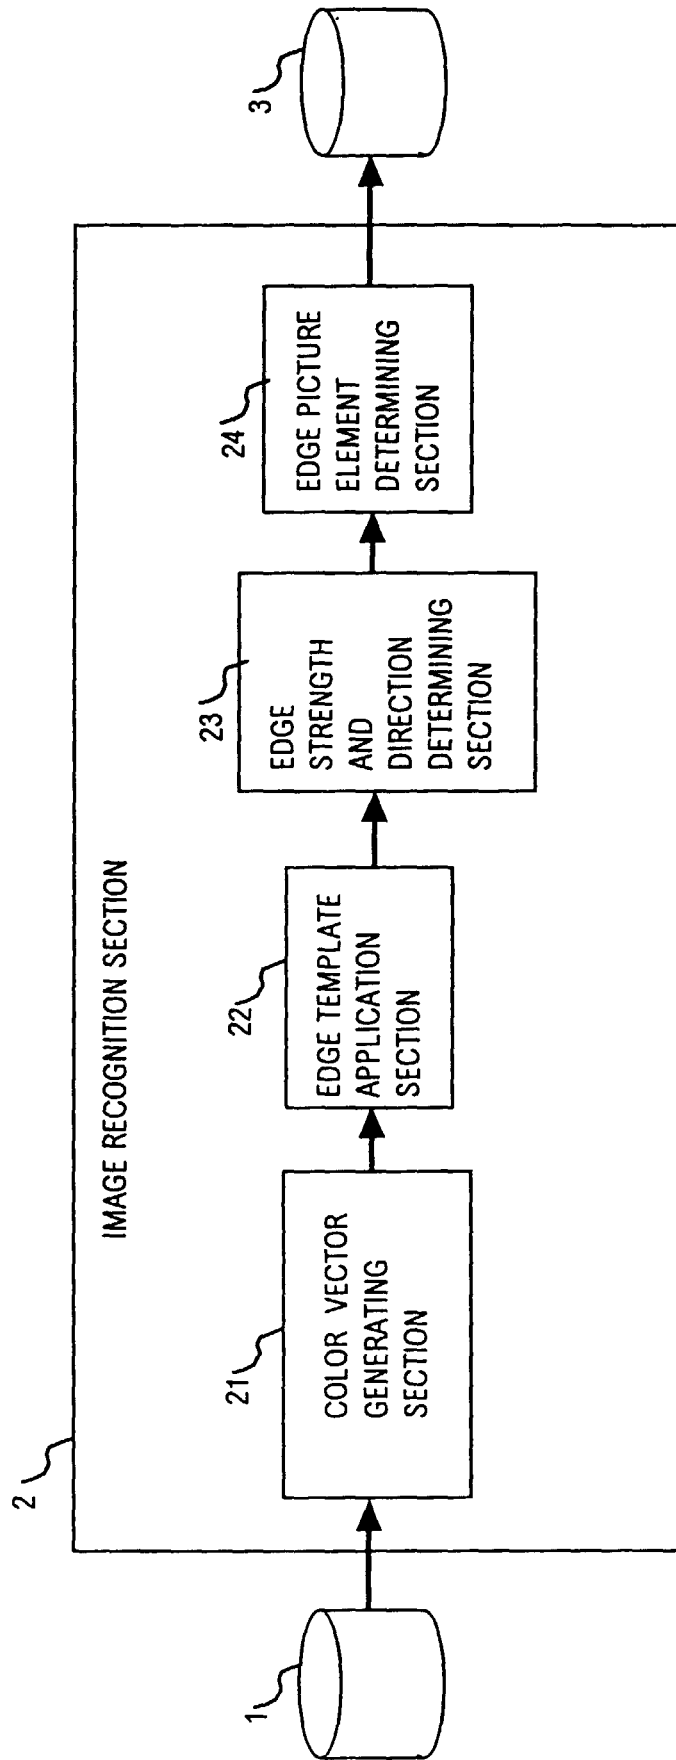 2
IMAGE RECOGNITION SECTION
1
21
COLOR VECTOR
GENERATING
SECTION
22
EDGE TEMPLATE
APPLICATION
SECTION
23
EDGE
STRENGTH
AND
DIRECTION
DETERMINING
SECTION
24
EDGE PICTURE
ELEMENT
DETERMINING
SECTION
3